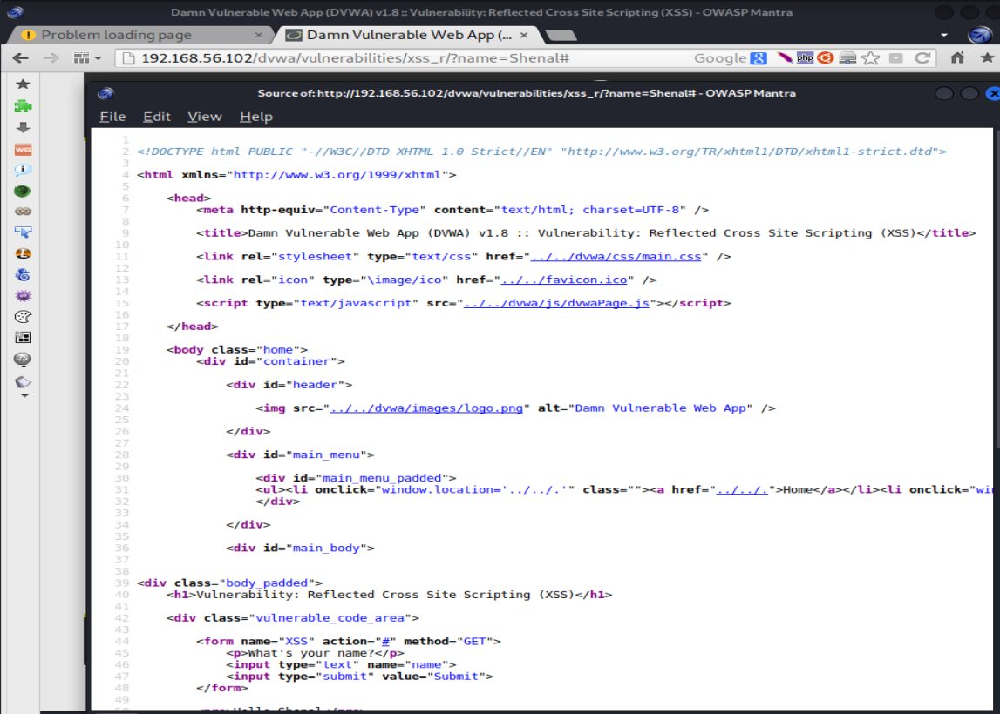 Damn Vulnerable Web App (DVWA) v1.8 :: Vulnerability: Reflected Cross Site Scripting (XSS) - OWASP Mantra
Problem loading page × Damn Vulnerable Web App (... ×
192.168.56.102/dvwa/vulnerabilities/xss_r/?name=Shenal# Google 8 php
Source of: http://192.168.56.102/dvwa/vulnerabilities/xss_r/?name=Shenal# - OWASP Mantra
File Edit View Help
1
2 <!DOCTYPE html PUBLIC "-//W3C//DTD XHTML 1.0 Strict//EN" "http://www.w3.org/TR/xhtml1/DTD/xhtml1-strict.dtd">
3
4 <html xmlns="http://www.w3.org/1999/xhtml">
5
6 <head>
7 <meta http-equiv="Content-Type" content="text/html; charset=UTF-8" />
8
9 <title>Damn Vulnerable Web App (DVWA) v1.8 :: Vulnerability: Reflected Cross Site Scripting (XSS)</title>
10
11 <link rel="stylesheet" type="text/css" href="../../dvwa/css/main.css" />
12
13 <link rel="icon" type="\image/ico" href="../../favicon.ico" />
14
15 <script type="text/javascript" src="../../dvwa/js/dvwaPage.js"></script>
16
17 </head>
18
19 <body class="home">
20 <div id="container">
21
22 <div id="header">
23
24 <img src="../../dvwa/images/logo.png" alt="Damn Vulnerable Web App" />
25
26 </div>
27
28 <div id="main_menu">
29
30 <div id="main_menu_padded">
31 <ul><li onclick="window.location='../../.'" class=""><a href="../../.">Home</a></li><li onclick="wi
32 </div>
33
34 </div>
35
36 <div id="main_body">
37
38
39 <div class="body_padded">
40 <h1>Vulnerability: Reflected Cross Site Scripting (XSS)</h1>
41
42 <div class="vulnerable_code_area">
43
44 <form name="XSS" action="#" method="GET">
45 <p>What's your name?</p>
46 <input type="text" name="name">
47 <input type="submit" value="Submit">
48 </form>
49